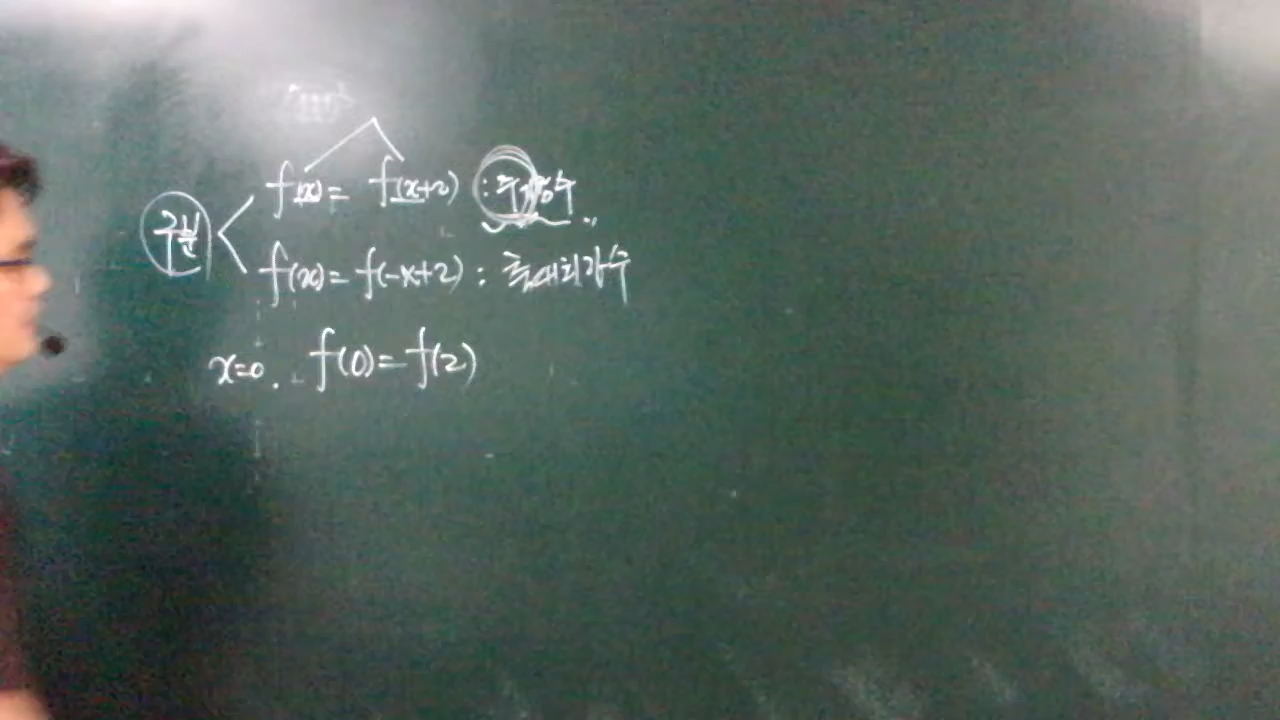 f(x) = f(x+2) : 주기함수
구분
f(x) = f(-x+2) : 축대칭함수
x=0. f(0) = f(2)